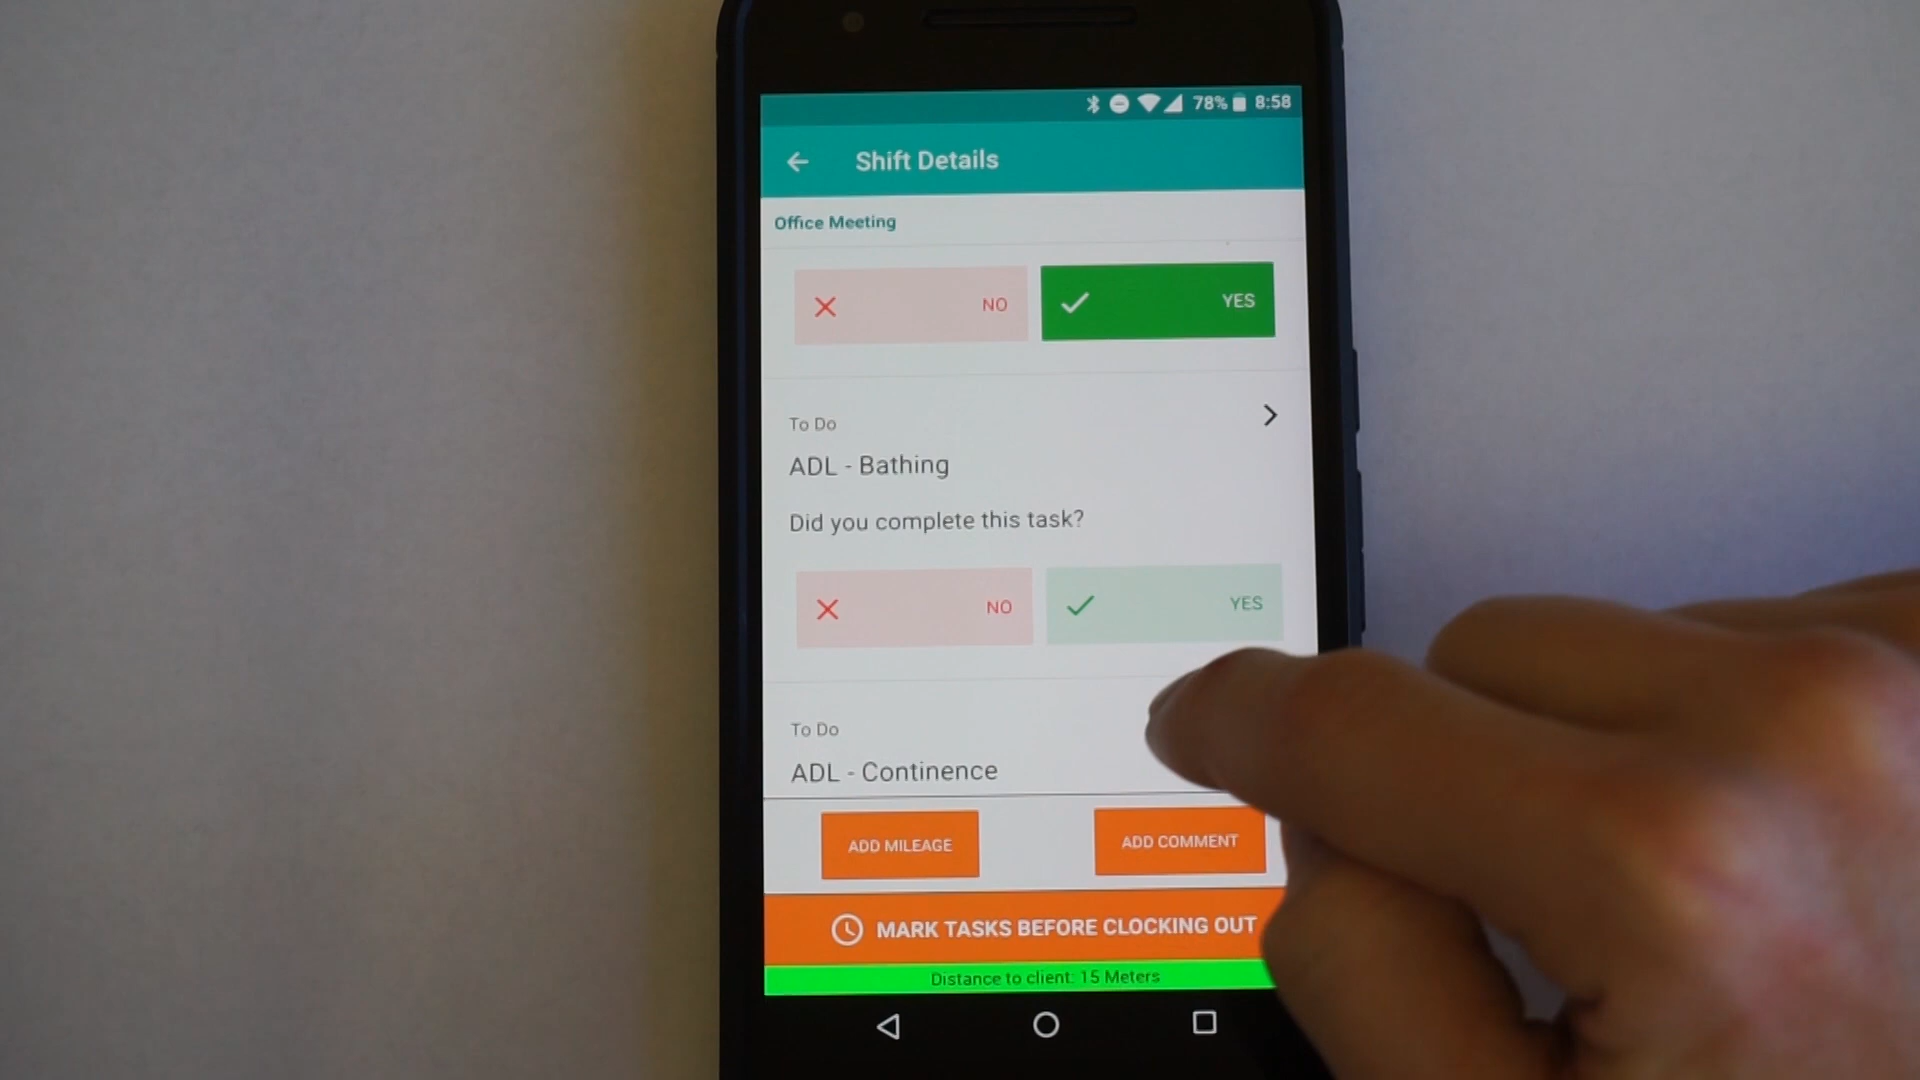 78% 8:58
Shift Details
Office Meeting
NO YES
To Do
ADL - Bathing
Did you complete this task?
NO YES
To Do
ADL - Continence
ADD MILEAGE ADD COMMENT
MARK TASKS BEFORE CLOCKING OUT
Distance to client: 15 Meters